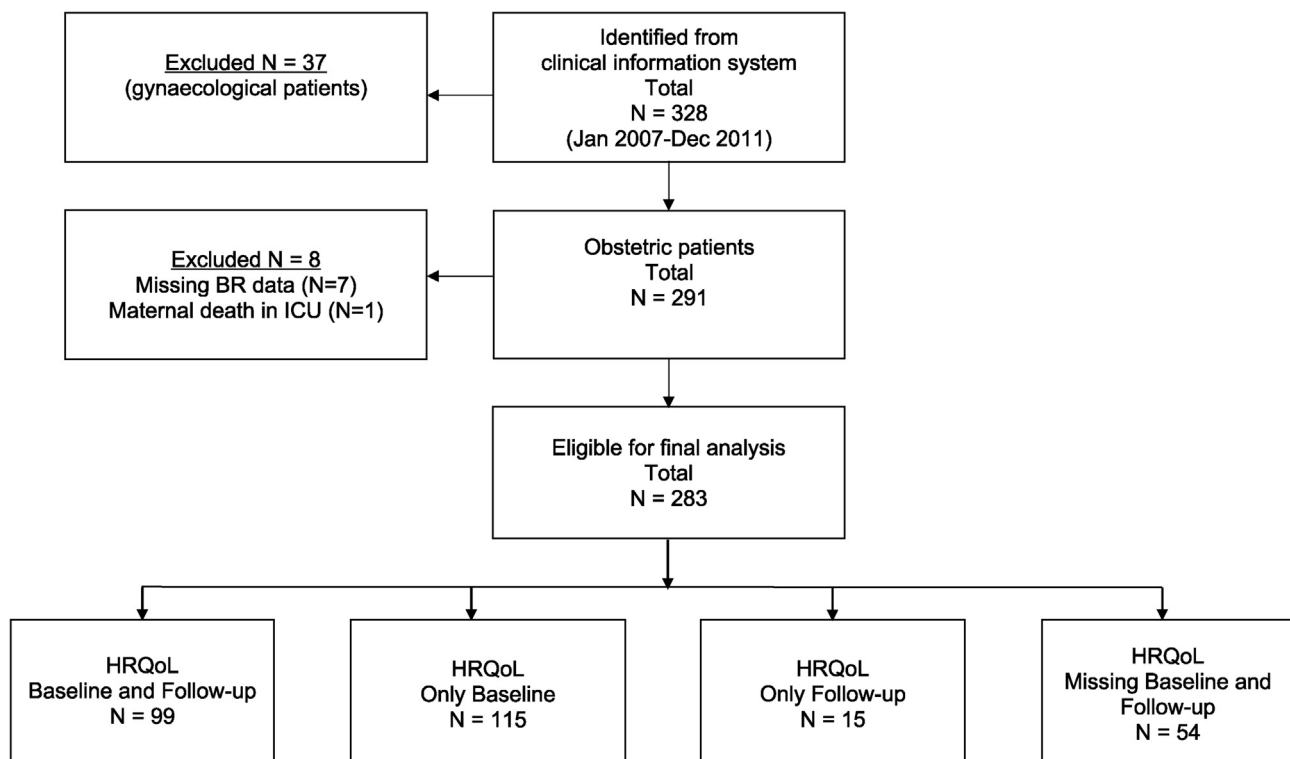 Excluded N = 37
(gynaecological patients)
Identified from
clinical information system
Total
N = 328
(Jan 2007-Dec 2011)
Excluded N = 8
Missing BR data (N=7)
Maternal death in ICU (N=1)
Obstetric patients
Total
N = 291
Eligible for final analysis
Total
N = 283
HRQoL
Baseline and Follow-up
N = 99
HRQoL
Only Baseline
N = 115
HRQoL
Only Follow-up
N = 15
HRQoL
Missing Baseline and
Follow-up
N = 54